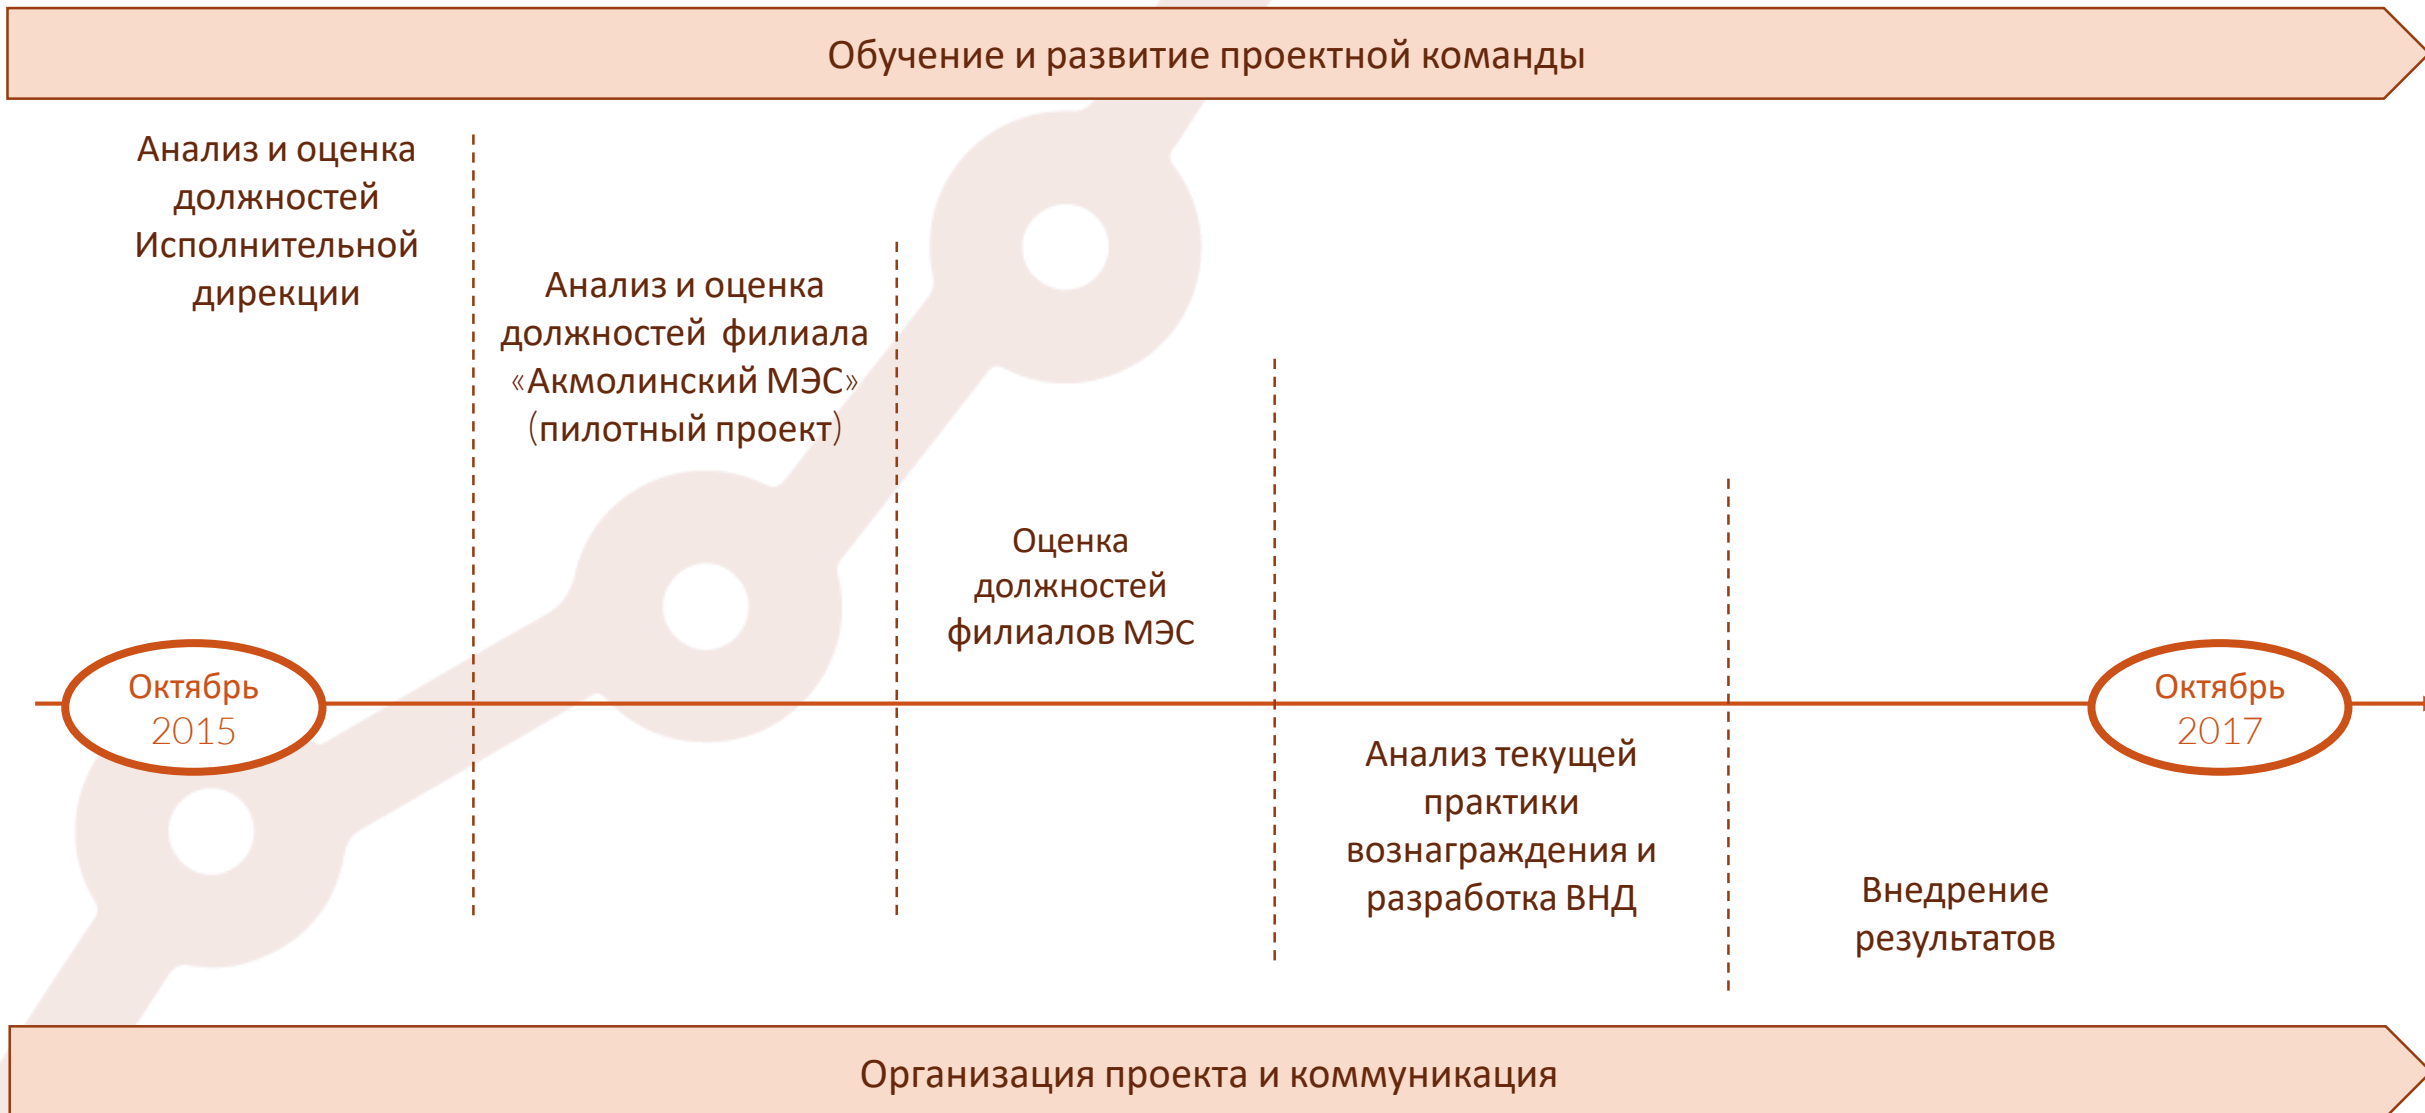 Обучение и развитие проектной команды
Анализ и оценка
должностей
Исполнительной
дирекции
Анализ и оценка
должностей филиала
«Акмолинский МЭС»
(пилотный проект)
Оценка
должностей
филиалов МЭС
Октябрь
2015
Октябрь
2017
Анализ текущей
практики
вознаграждения и
разработка ВНД
Внедрение
результатов
Организация проекта и коммуникация